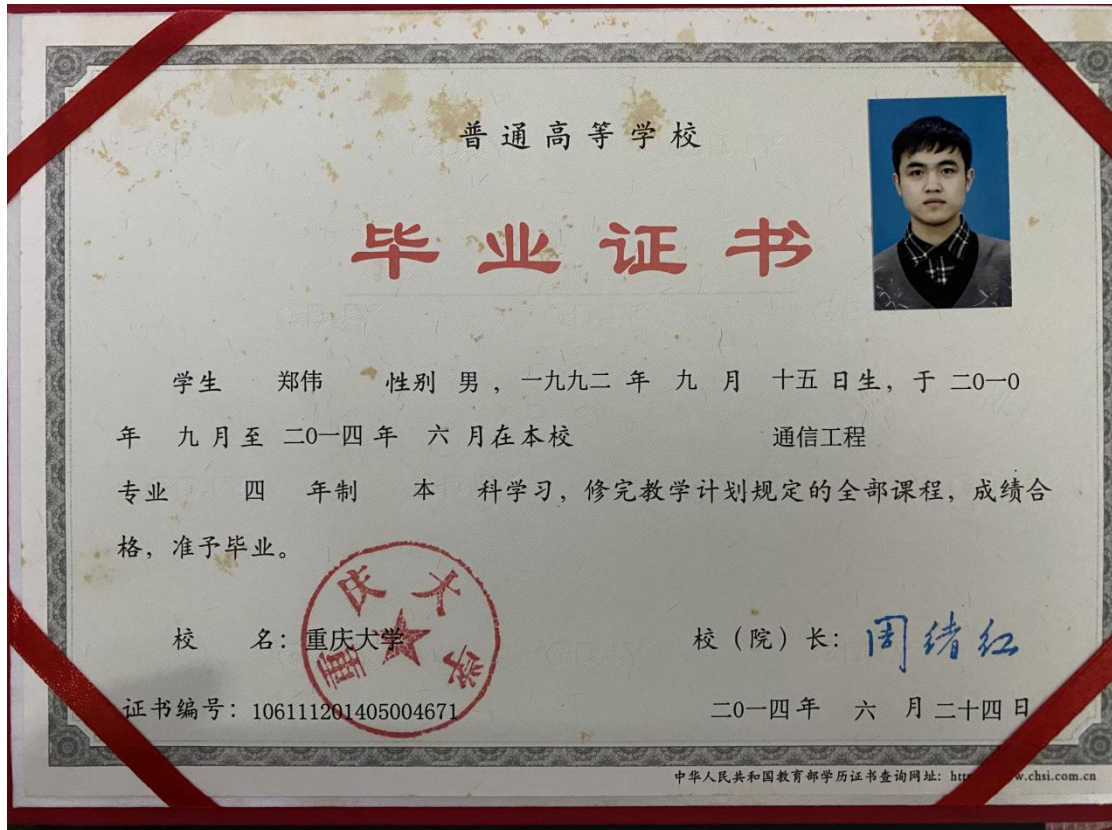 普通高等学校
毕业证书
学生 郑伟 性别 男，一九九二 年 九 月 十五 日生，于 二0一0
年 九 月至 二0一四 年 六 月在本校 通信工程
专业 四 年制 本 科学习，修完教学计划规定的全部课程，成绩合
格，准予毕业。
重庆大学
校 名：重庆大学 校（院）长：周绪红
证书编号：106111201405004671 二0一四年 六 月 二十四 日
中华人民共和国教育部学历证书查询网址：htt w.chsi.com.cn